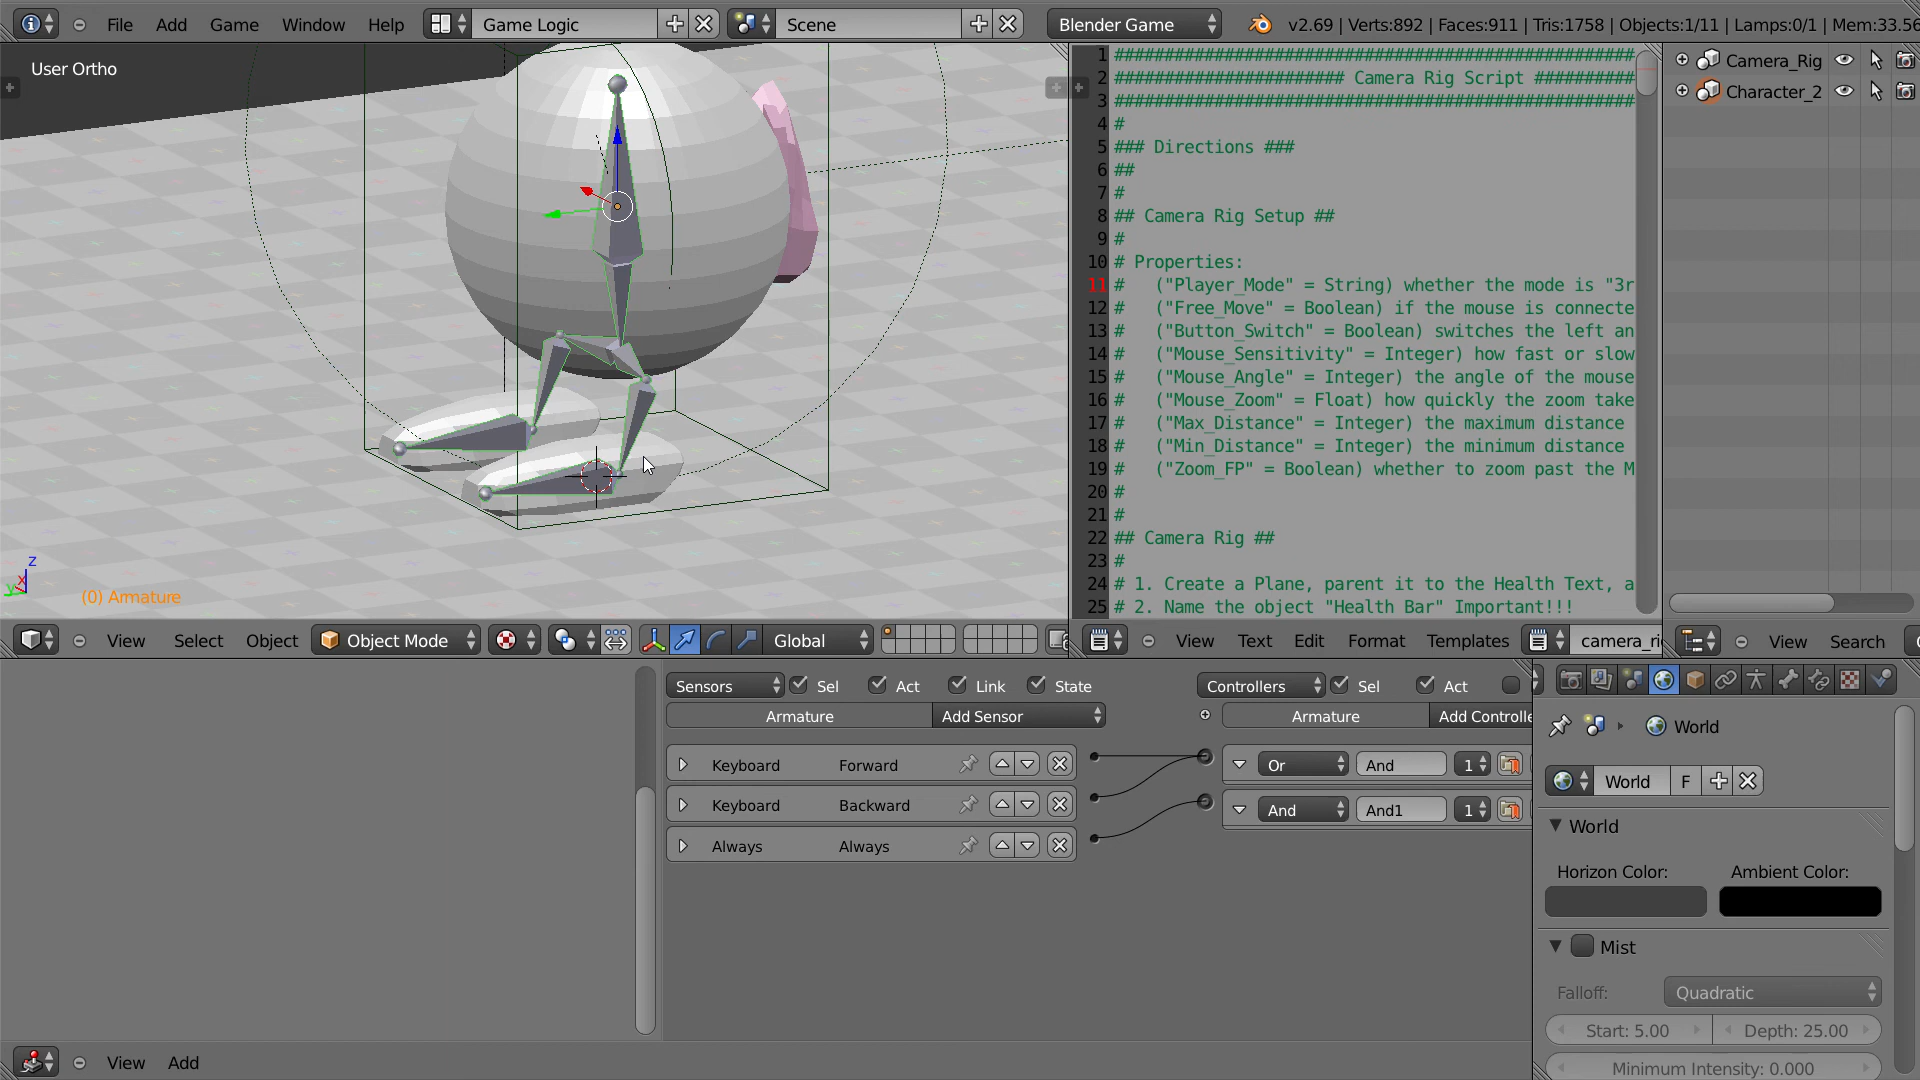 File Add Game Window Help Game Logic Scene Blender Game v2.69 | Verts:892 | Faces:911 | Tris:1758 | Objects:1/11 | Lamps:0/1 | Mem:33.56
User Ortho
z
x
y
(0) Armature
View Select Object Object Mode Global
1 ####################################################
2 ####################### Camera Rig Script ##########
3 ####################################################
4 #
5 ### Directions ###
6 ##
7 #
8 ## Camera Rig Setup ##
9 #
10 # Properties:
11 # ("Player_Mode" = String) whether the mode is "3r
12 # ("Free_Move" = Boolean) if the mouse is connecte
13 # ("Button_Switch" = Boolean) switches the left an
14 # ("Mouse_Sensitivity" = Integer) how fast or slow
15 # ("Mouse_Angle" = Integer) the angle of the mouse
16 # ("Mouse_Zoom" = Float) how quickly the zoom take
17 # ("Max_Distance" = Integer) the maximum distance
18 # ("Min_Distance" = Integer) the minimum distance
19 # ("Zoom_FP" = Boolean) whether to zoom past the M
20 #
21 #
22 ## Camera Rig ##
23 #
24 # 1. Create a Plane, parent it to the Health Text, a
25 # 2. Name the object "Health Bar" Important!!!
View Text Edit Format Templates camera_ri
Camera_Rig
Character_2
View Search
Sensors Sel Act Link State
Armature Add Sensor
Keyboard Forward
Keyboard Backward
Always Always
Controllers Sel Act
Armature Add Controlle
Or And 1
And And1 1
World
World F
World
Horizon Color: Ambient Color:
Mist
Falloff: Quadratic
Start: 5.00 Depth: 25.00
Minimum Intensity: 0.000
View Add